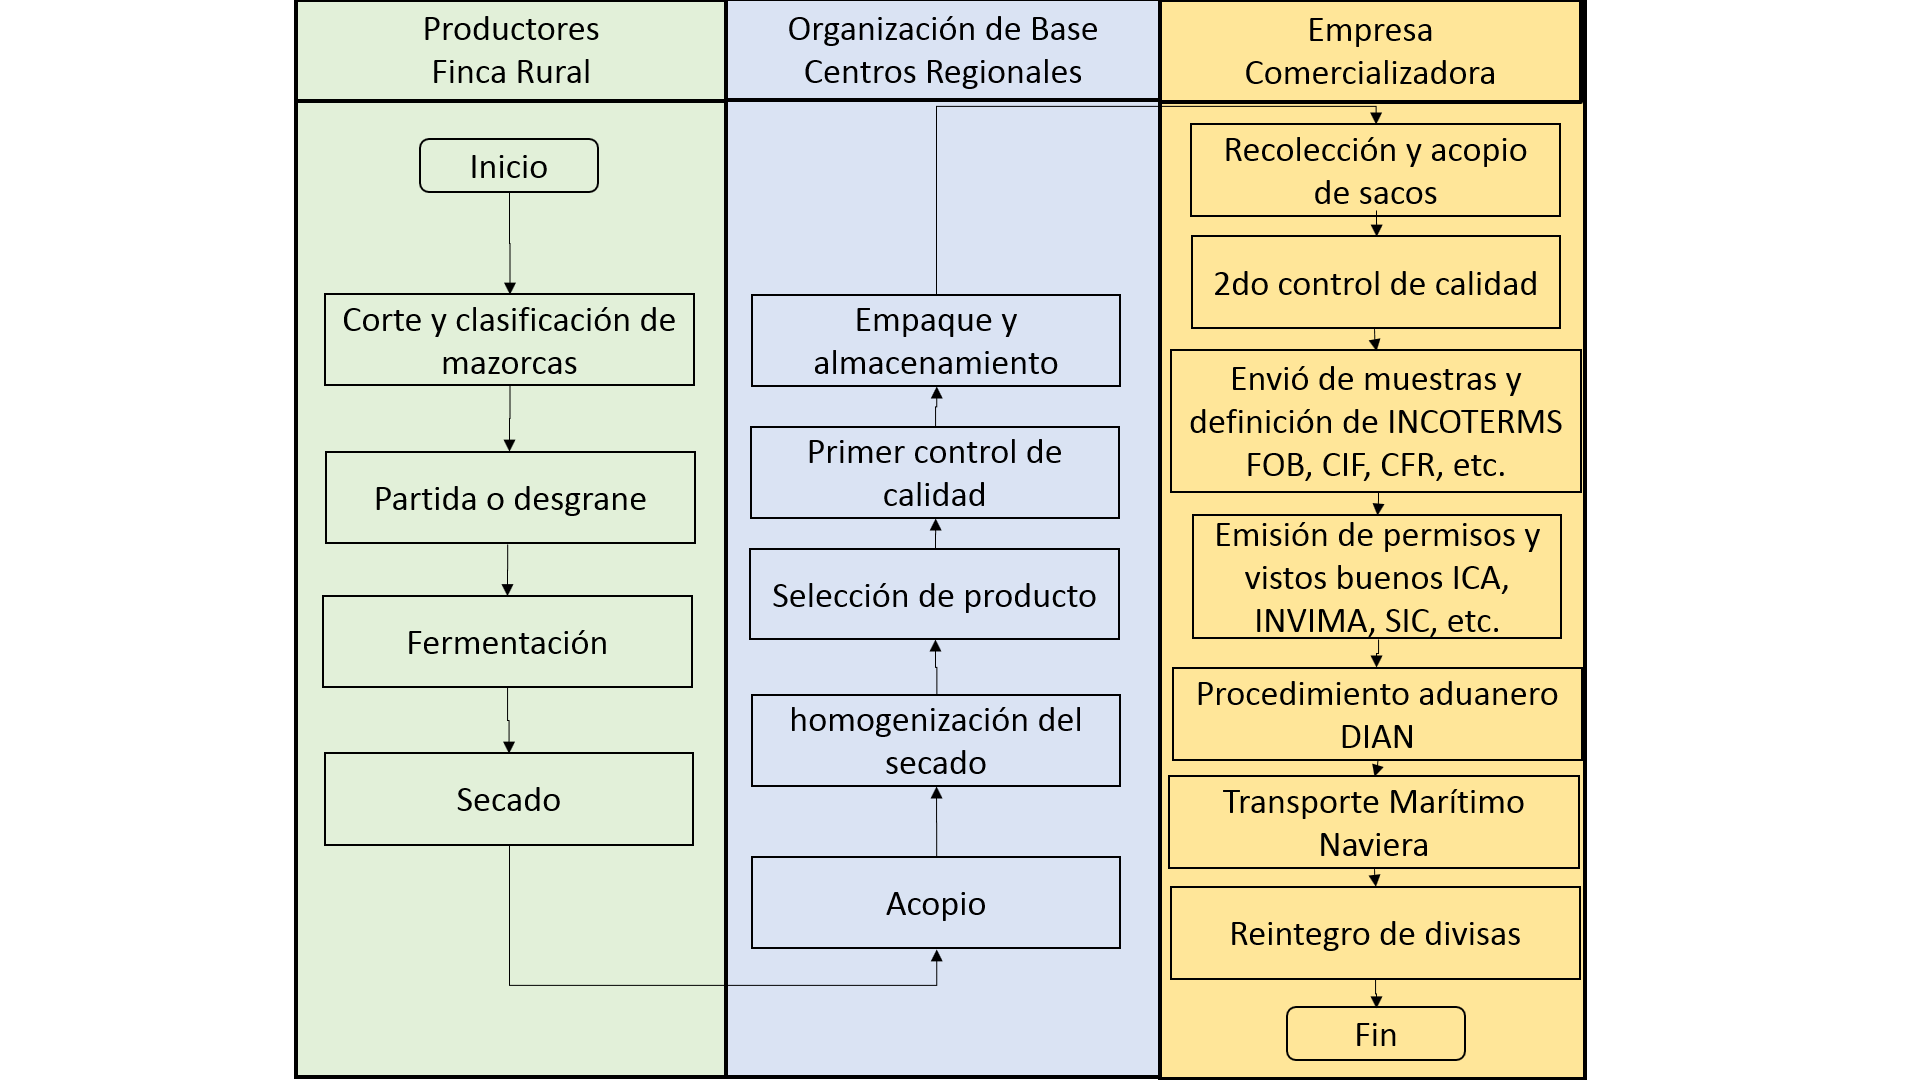 Productores
Finca Rural
Organización de Base
Centros Regionales
Empresa
Comercializadora
Inicio
Corte y clasificación de
mazorcas
Partida o desgrane
Fermentación
Secado
Empaque y
almacenamiento
Primer control de
calidad
Selección de producto
homogenización del
secado
Acopio
Recolección y acopio
de sacos
2do control de calidad
Envió de muestras y
definición de INCOTERMS
FOB, CIF, CFR, etc.
Emisión de permisos y
vistos buenos ICA,
INVIMA, SIC, etc.
Procedimiento aduanero
DIAN
Transporte Marítimo
Naviera
Reintegro de divisas
Fin